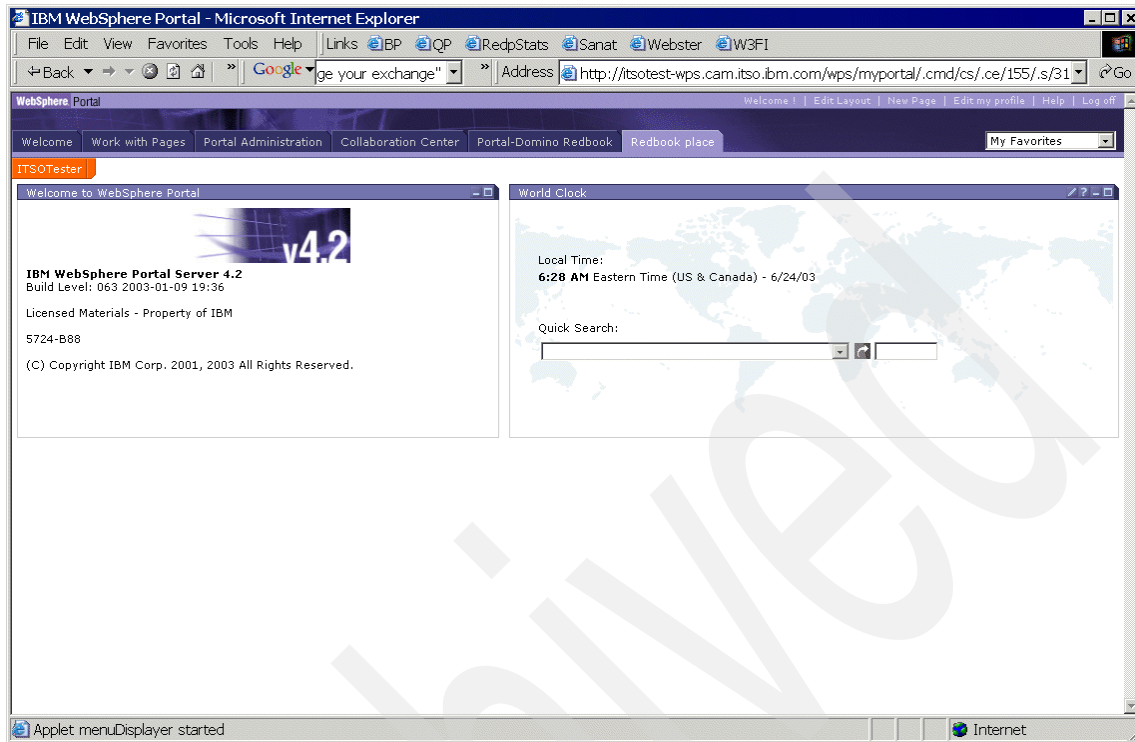 IBM WebSphere Portal - Microsoft Internet Explorer
File Edit View Favorites Tools Help Links BP QP RedpStats Sanat Webster W3FI
Back » Google ge your exchange" » Address http://itsotest-wps.cam.itso.ibm.com/wps/myportal/.cmd/cs/.ce/155/.s/31 Go
WebSphere Portal Welcome ! | Edit Layout | New Page | Edit my profile | Help | Log off
Welcome Work with Pages Portal Administration Collaboration Center Portal-Domino Redbook Redbook place My Favorites
ITSOTester
Welcome to WebSphere Portal
v4.2
IBM WebSphere Portal Server 4.2
Build Level: 063 2003-01-09 19:36
Licensed Materials - Property of IBM
5724-B88
(C) Copyright IBM Corp. 2001, 2003 All Rights Reserved.
World Clock ?
Local Time:
6:28 AM Eastern Time (US & Canada) - 6/24/03
Quick Search:
hived
Applet menuDisplayer started Internet